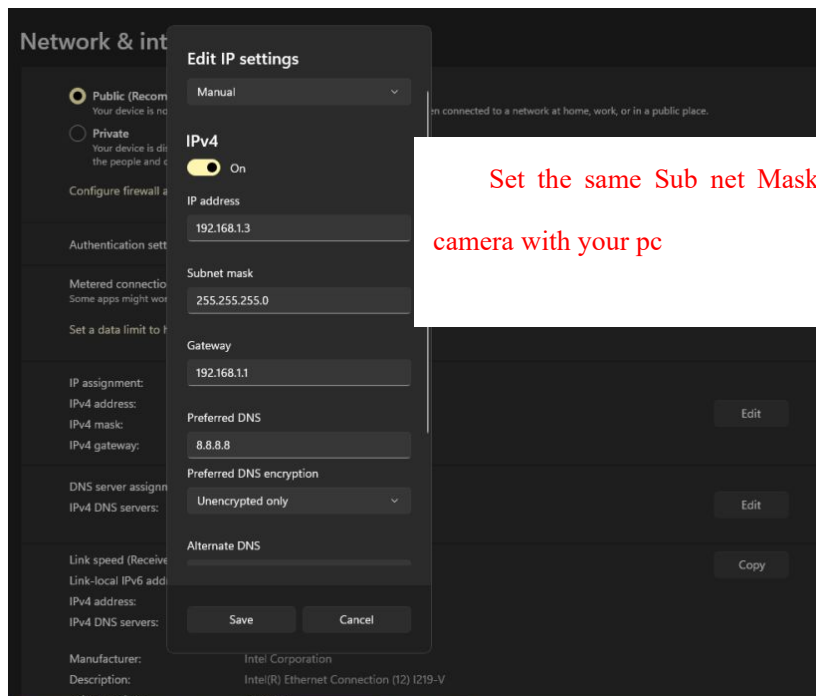 Network & int
Public (Recom
Your device is no
en connected to a network at home, work, or in a public place.
Private
Your device is dis
the people and d
Configure firewall a
Authentication sett
Metered connectio
Some apps might wor
Set a data limit to h
IP assignment:
IPv4 address:
IPv4 mask:
IPv4 gateway:
Edit
DNS server assignm
IPv4 DNS servers:
Edit
Link speed (Receive
Link-local IPv6 addr
IPv4 address:
IPv4 DNS servers:
Copy
Manufacturer: Intel Corporation
Description: Intel(R) Ethernet Connection (12) I219-V
Edit IP settings
Manual
IPv4
On
IP address
192.168.1.3
Subnet mask
255.255.255.0
Gateway
192.168.1.1
Preferred DNS
8.8.8.8
Preferred DNS encryption
Unencrypted only
Alternate DNS
Save Cancel
Set the same Sub net Mask
camera with your pc